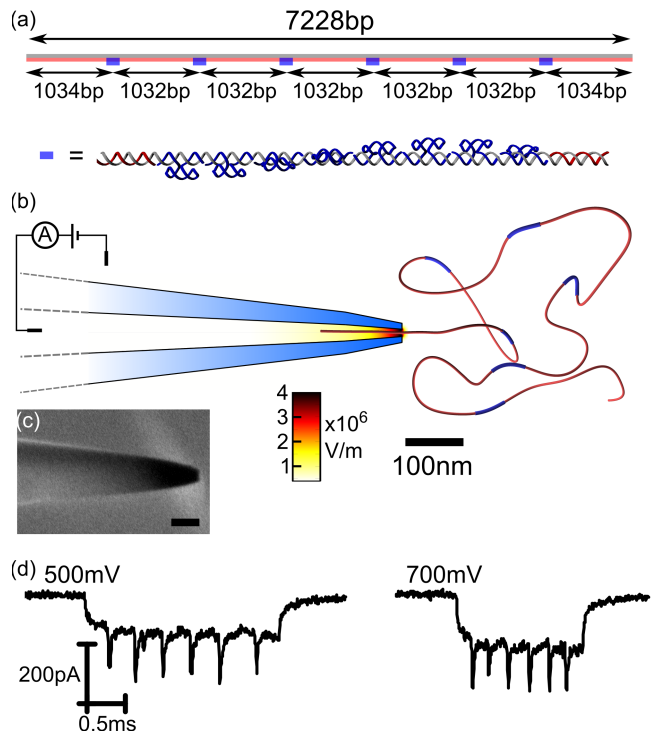 (a)
7228bp
1034bp 1032bp 1032bp 1032bp 1032bp 1032bp 1034bp
=
(b)
A
4
3
2
1
x10⁶
V/m
100nm
(c)
(d)
500mV 700mV
200pA
0.5ms